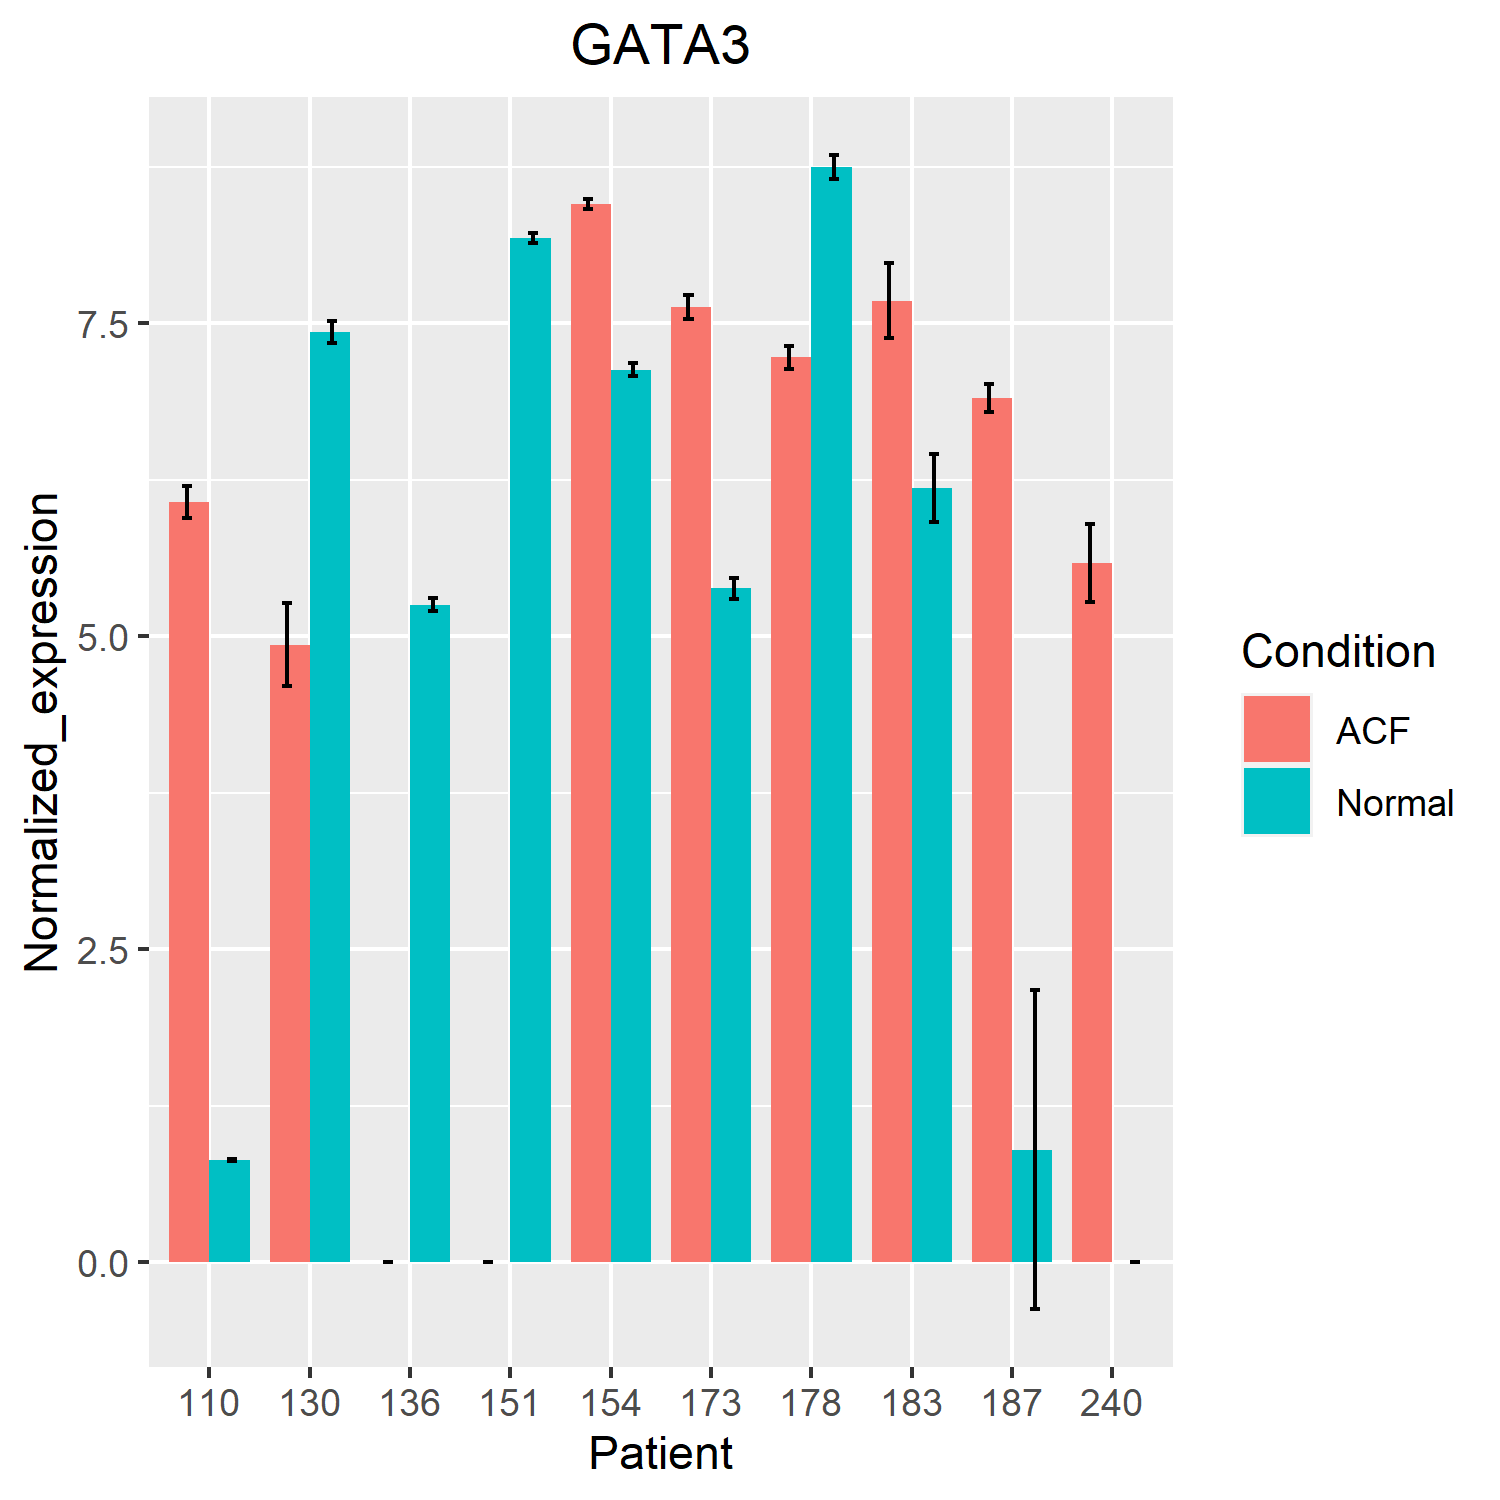 GATA3
Normalized_expression
7.5
5.0
2.5
0.0
110 130 136 151 154 173 178 183 187 240
Patient
Condition
ACF
Normal